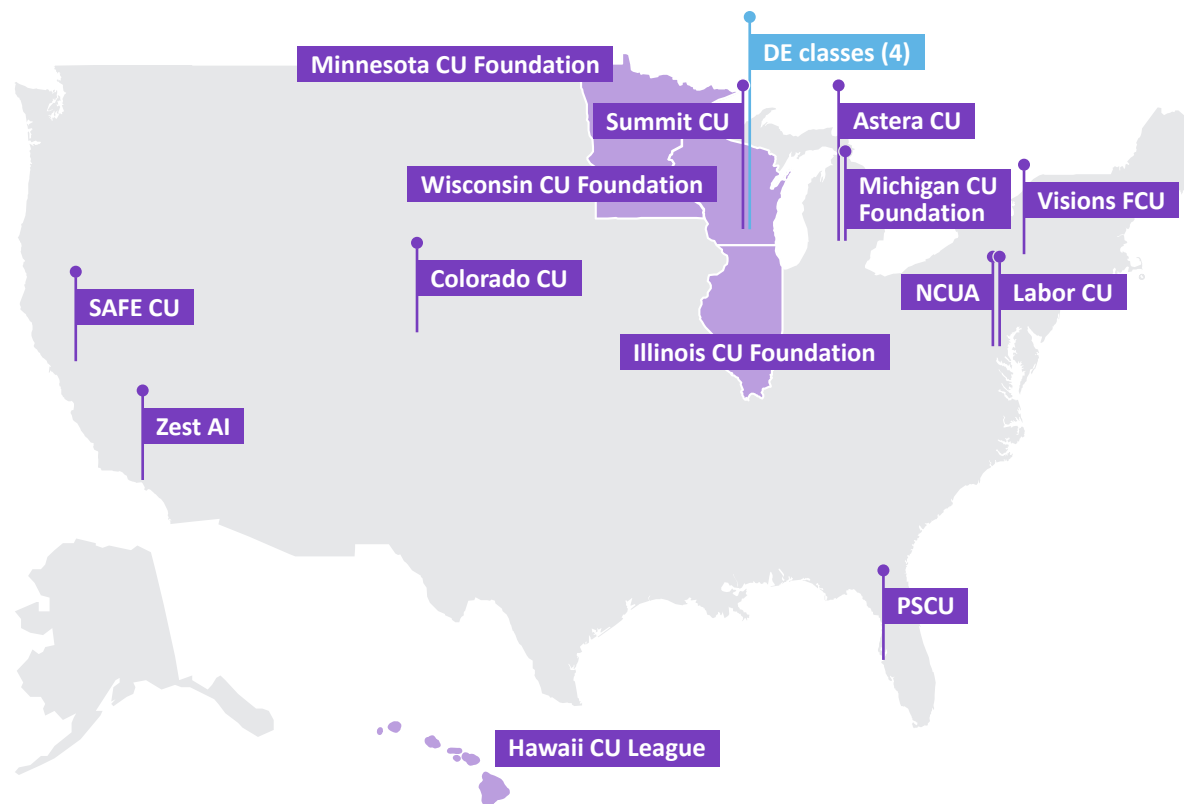 DE classes (4)
Minnesota CU Foundation
Summit CU
Astera CU
Wisconsin CU Foundation
Michigan CU
Foundation
Visions FCU
Colorado CU
NCUA
Labor CU
SAFE CU
Illinois CU Foundation
Zest AI
PSCU
Hawaii CU League